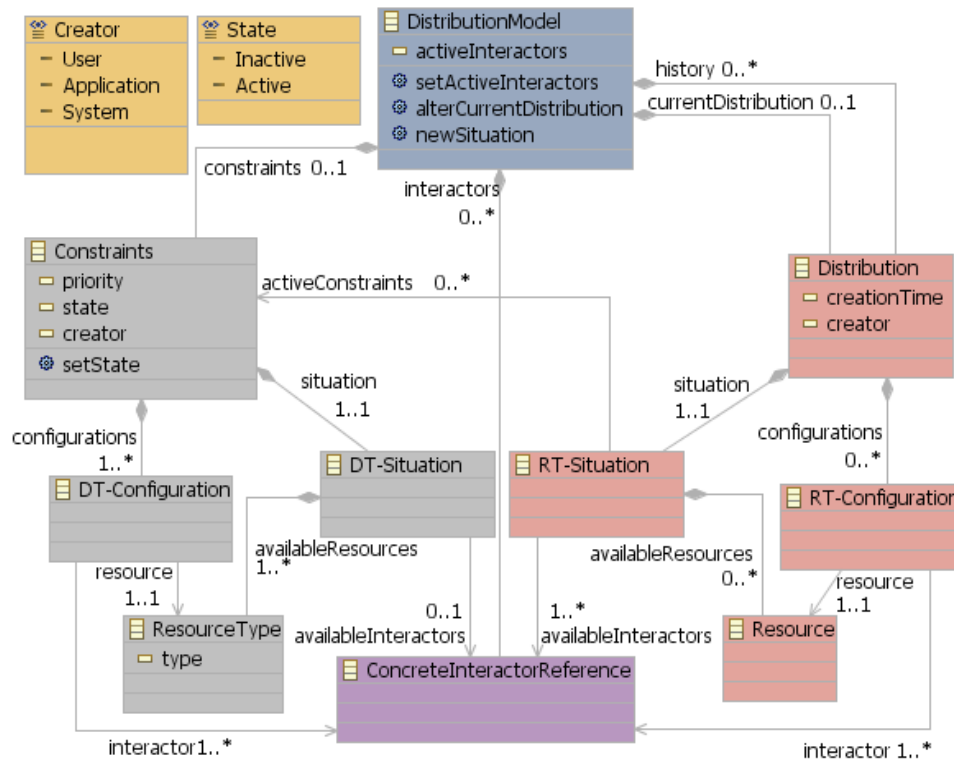 Creator
User
Application
System
State
Inactive
Active
DistributionModel
activeInteractors
setActiveInteractors
alterCurrentDistribution
newSituation
history 0..*
currentDistribution 0..1
constraints 0..1
interactors
0..*
Constraints
priority
state
creator
setState
activeConstraints 0..*
Distribution
creationTime
creator
situation
1..1
situation
1..1
configurations
1..*
configurations
0..*
DT-Configuration
DT-Situation
RT-Situation
RT-Configuration
availableResources
1..*
availableResources
0..*
resource
1..1
resource
1..1
0..1
availableInteractors
1..*
availableInteractors
ResourceType
type
Resource
ConcreteInteractorReference
interactor1..*
interactor 1..*